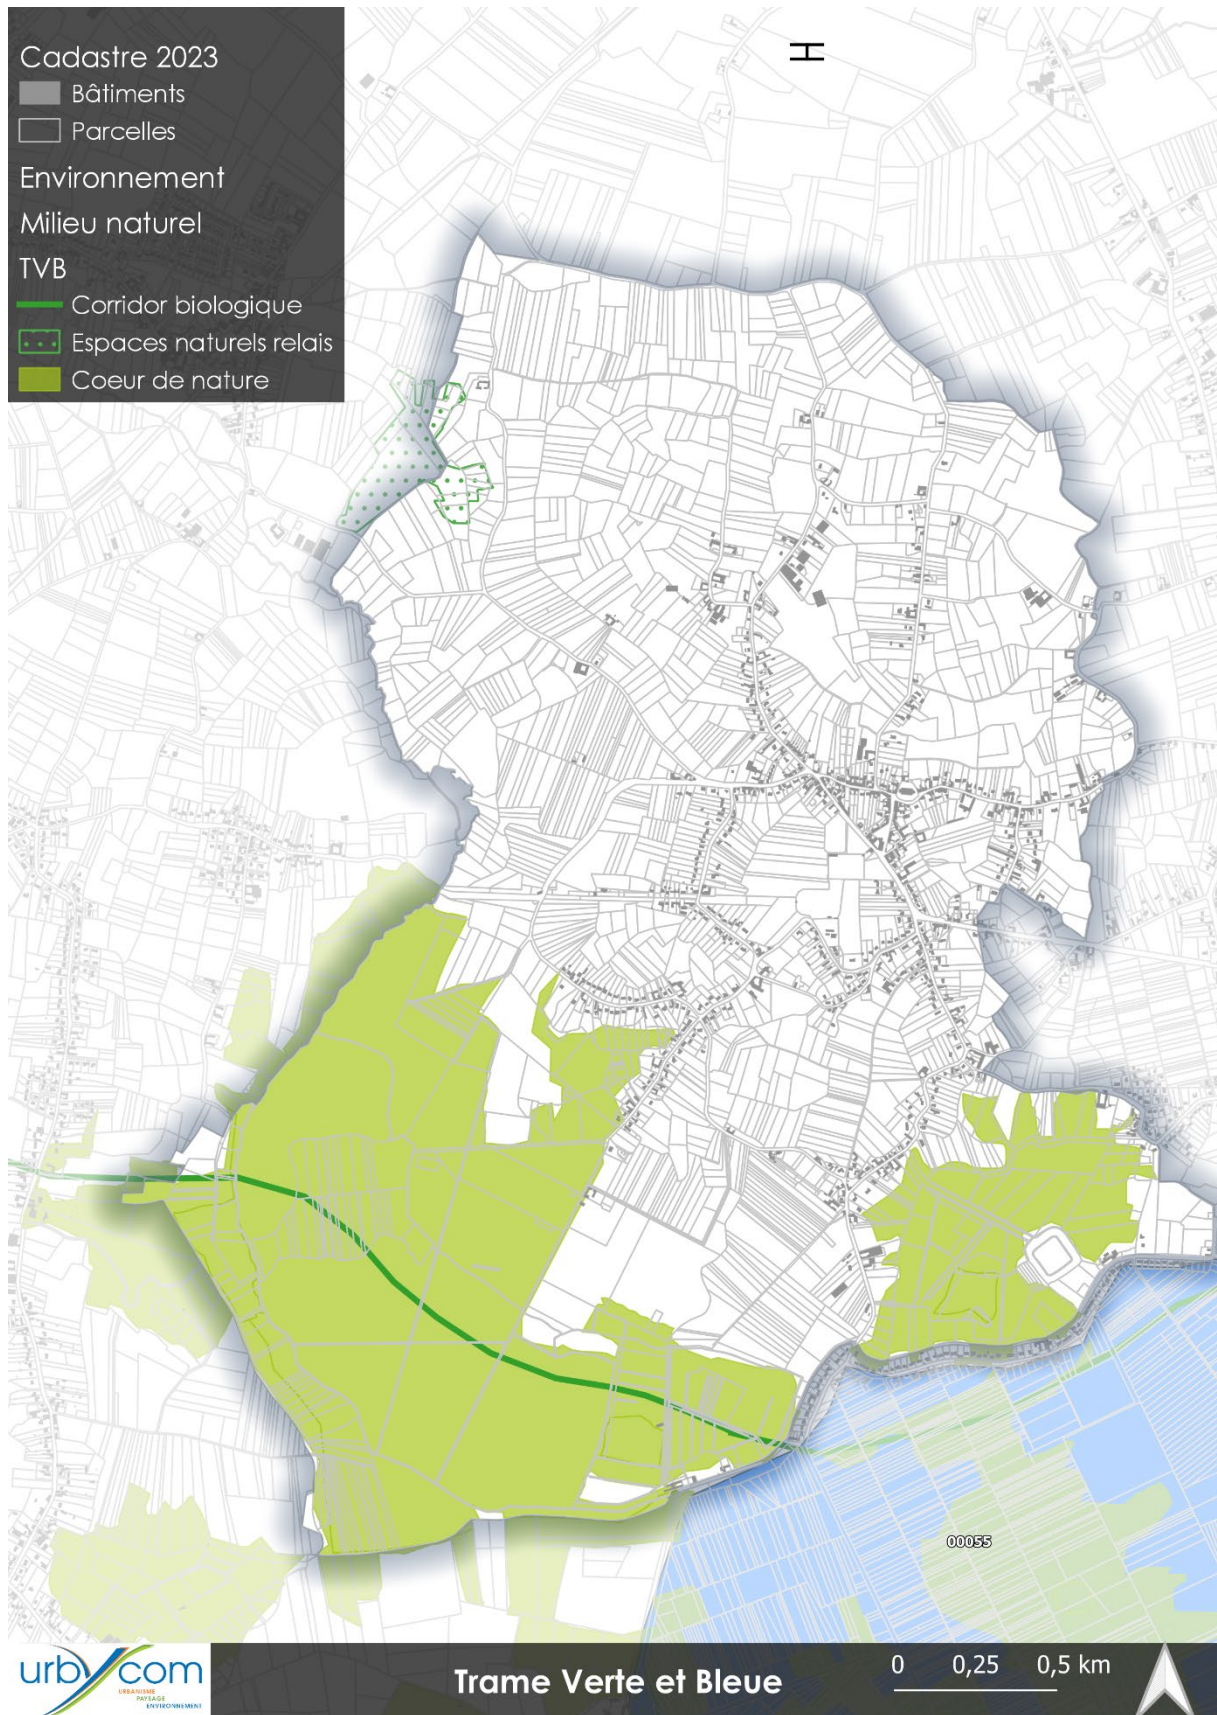 Cadastre 2023
Bâtiments
Parcelles
Environnement
Milieu naturel
TVB
Corridor biologique
Espaces naturels relais
Coeur de nature
00055
urbycom
URBANISME
PAYSAGE
ENVIRONNEMENT
Trame Verte et Bleue
0 0,25 0,5 km